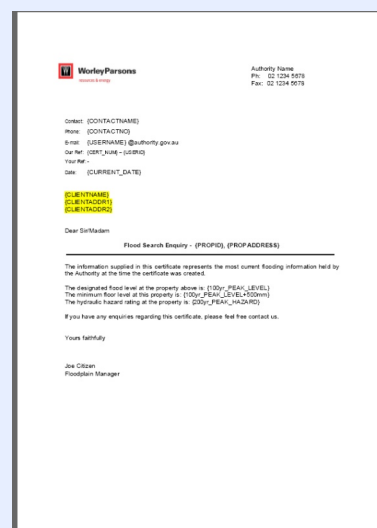 WorleyParsons
resources & energy
Authority Name
Ph: 02 1234 5678
Fax: 02 1234 5679
Contact: {CONTACTNAME}
Phone: {CONTACTNO}
E-mail: {USERNAME} @authority.gov.au
Our Ref: {CERT_NUM} – {USERID}
Your Ref: -
Date: {CURRENT_DATE}
{CLIENTNAME}
{CLIENTADDR1}
{CLIENTADDR2}
Dear Sir/Madam
Flood Search Enquiry - {PROPID}, {PROPADDRESS}
The information supplied in this certificate represents the most current flooding information held by
the Authority at the time the certificate was created.
The designated flood level at the property above is: {100yr_PEAK_LEVEL}
The minimum floor level at this property is: {100yr_PEAK_LEVEL+500mm}
The hydraulic hazard rating at the property is: {200yr_PEAK_HAZARD}
If you have any enquiries regarding this certificate, please feel free contact us.
Yours faithfully
Joe Citizen
Floodplain Manager